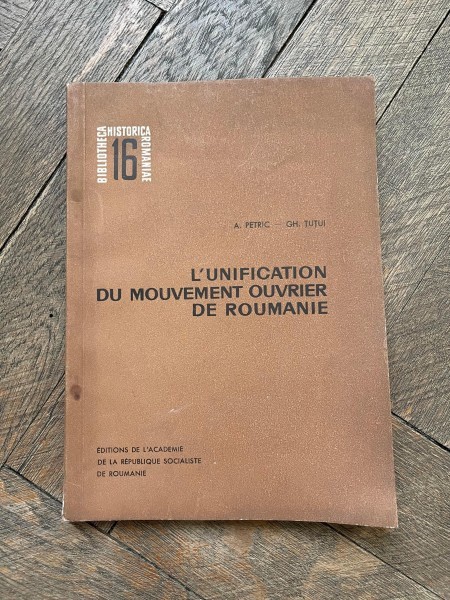 BIBLIOTHECA
HISTORICA
ROMANIAE
16
A. PETRIC — GH. ȚUȚUI
L'UNIFICATION
DU MOUVEMENT OUVRIER
DE ROUMANIE
ÉDITIONS DE L'ACADEMIE
DE LA RÉPUBLIQUE SOCIALISTE
DE ROUMANIE